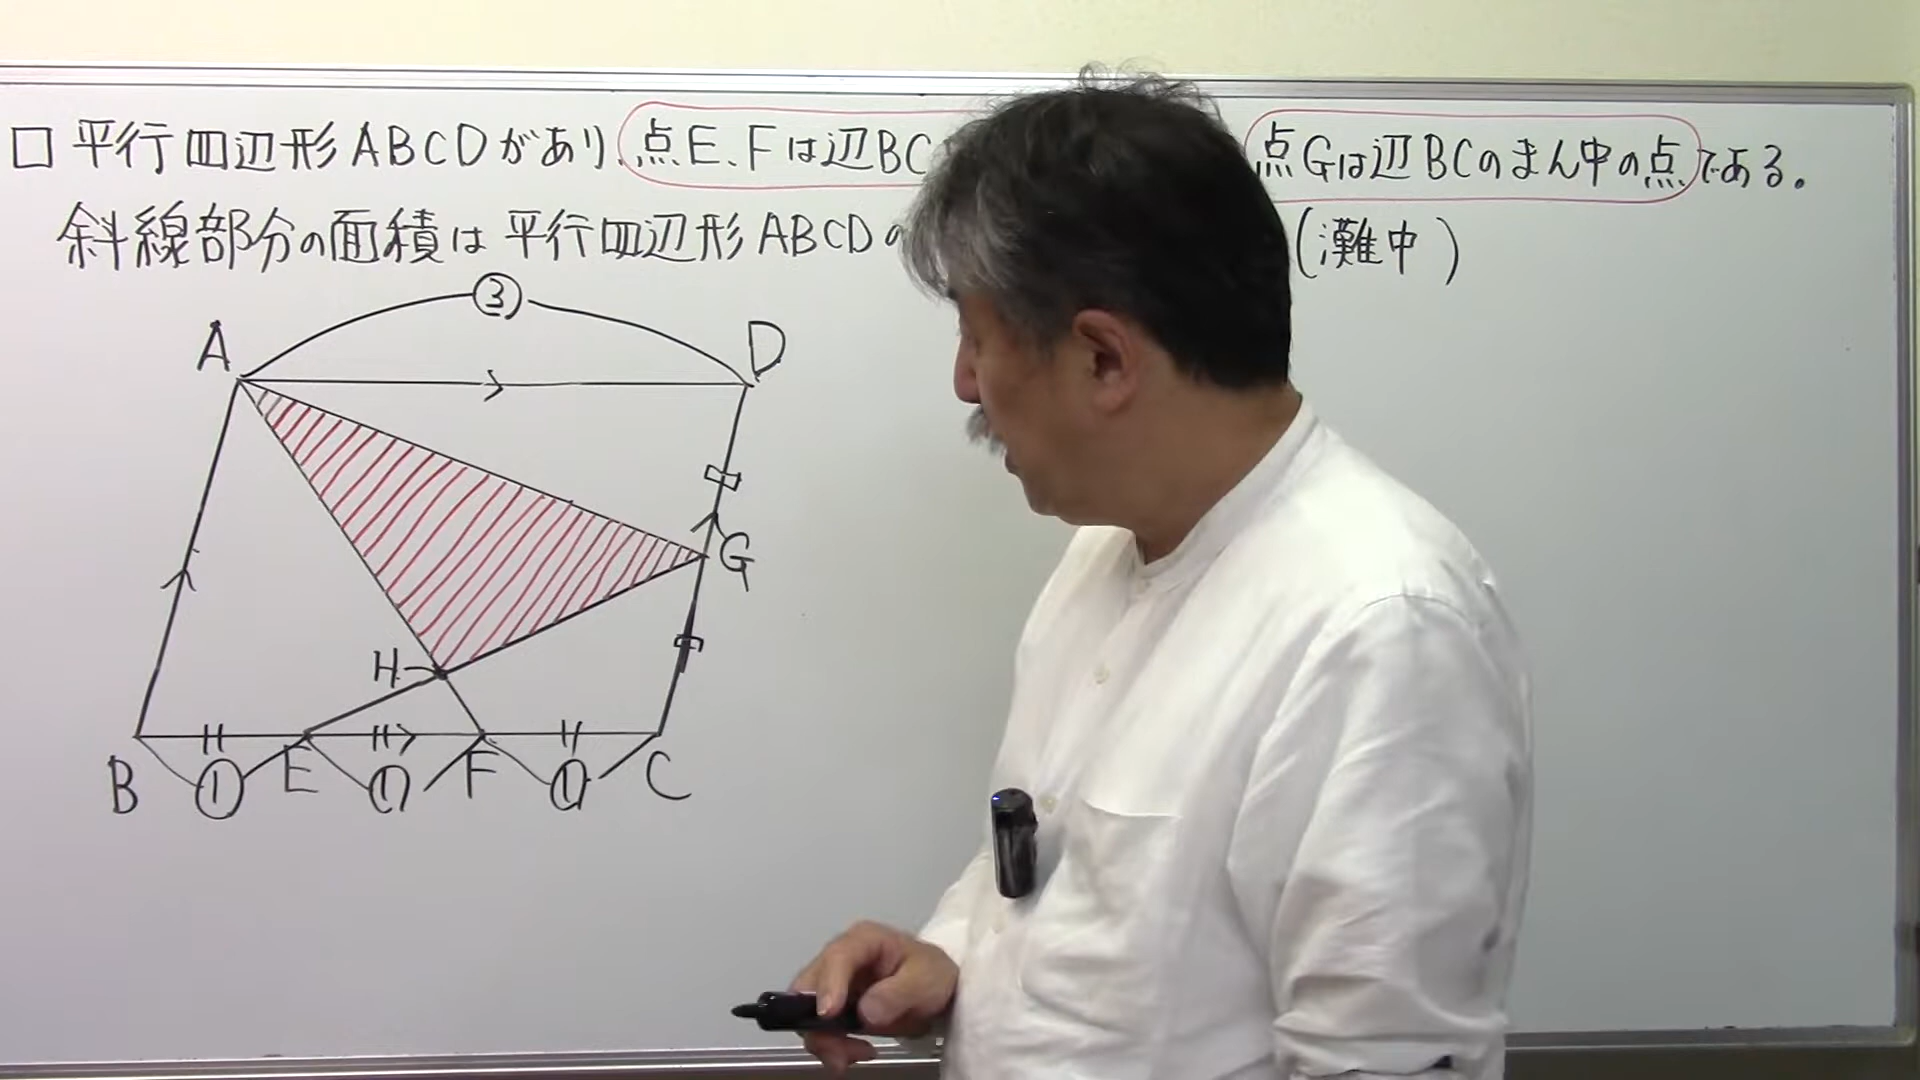 □ 平行四辺形ABCDがあり、点E、Fは辺BC 点Gは辺BCのまん中の点である。
斜線部分の面積は平行四辺形ABCDの (灘中)
③
A D
G
H
B E F C
① ① ①